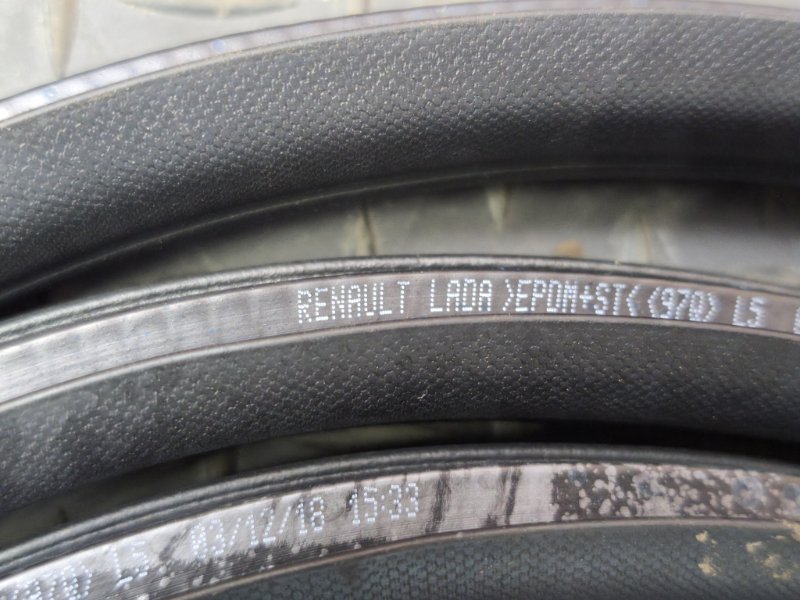 RENAULT LADA >EPDM+ST< (970) L5
L5 03/12/18 15:33